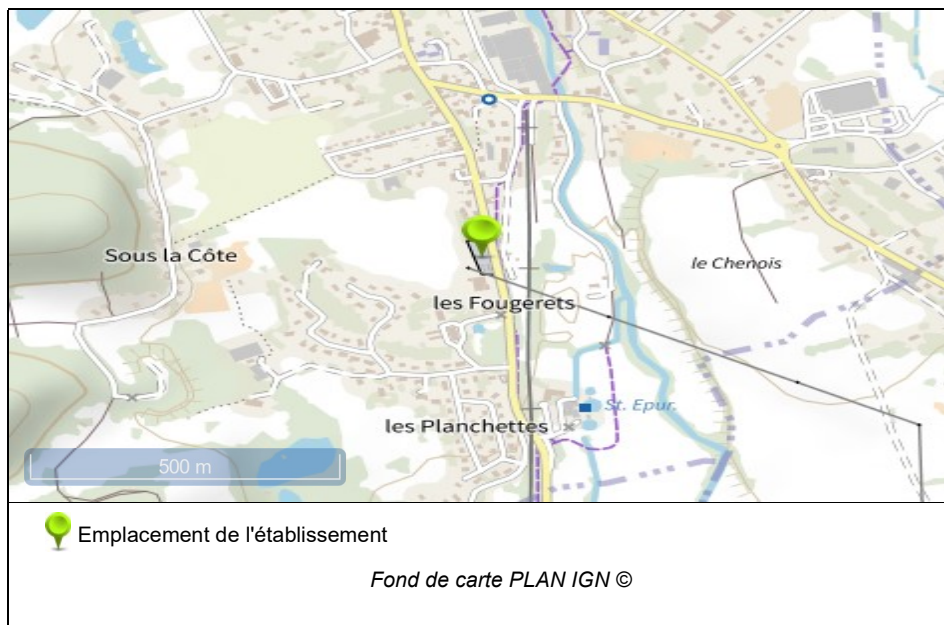 Sous la Côte
le Chenois
les Fougerets
St. Epur.
les Planchettes
500 m
Emplacement de l'établissement
Fond de carte PLAN IGN ©